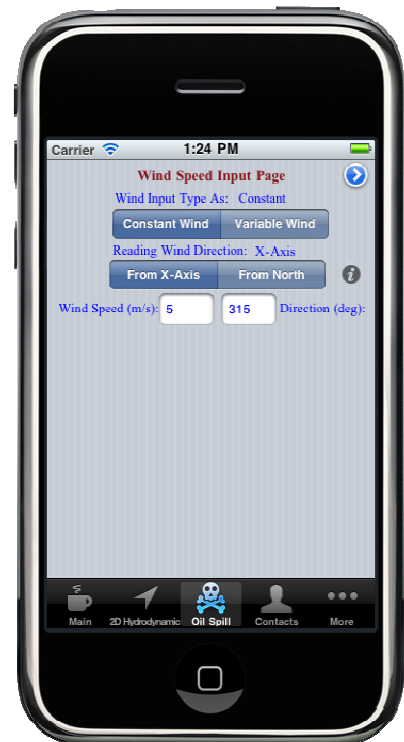 Carrier 1:24 PM
Wind Speed Input Page
Wind Input Type As: Constant
Constant Wind Variable Wind
Reading Wind Direction: X-Axis
From X-Axis From North
Wind Speed (m/s): 5 315 Direction (deg):
Main 2D Hydrodynamic Oil Spill Contacts More